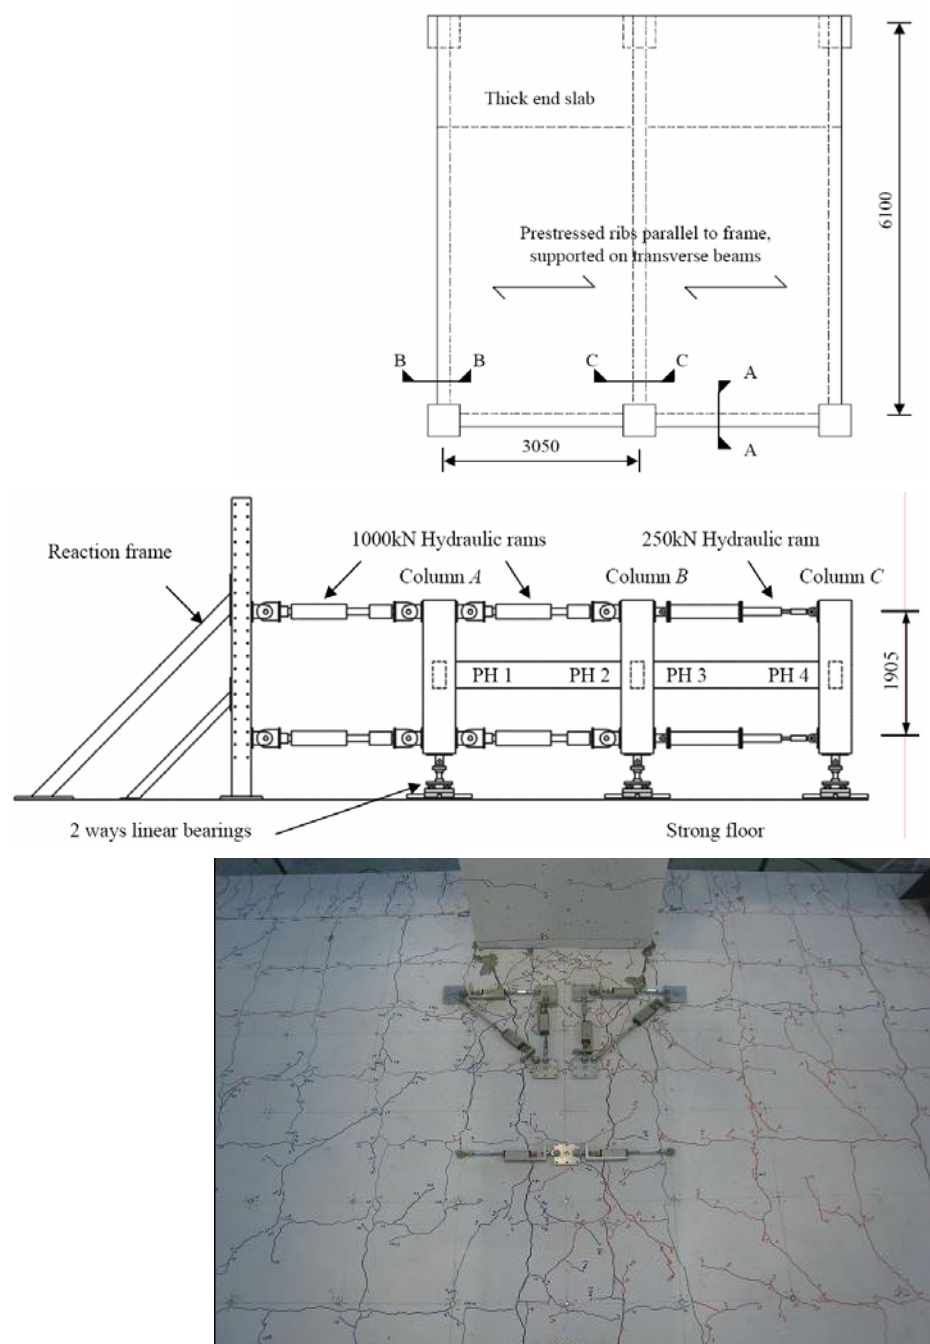 Thick end slab
6100
Prestressed ribs parallel to frame,
supported on transverse beams
B
B
C
C
A
A
3050
Reaction frame
1000kN Hydraulic rams
250kN Hydraulic ram
Column A
Column B
Column C
PH 1
PH 2
PH 3
PH 4
1905
2 ways linear bearings
Strong floor